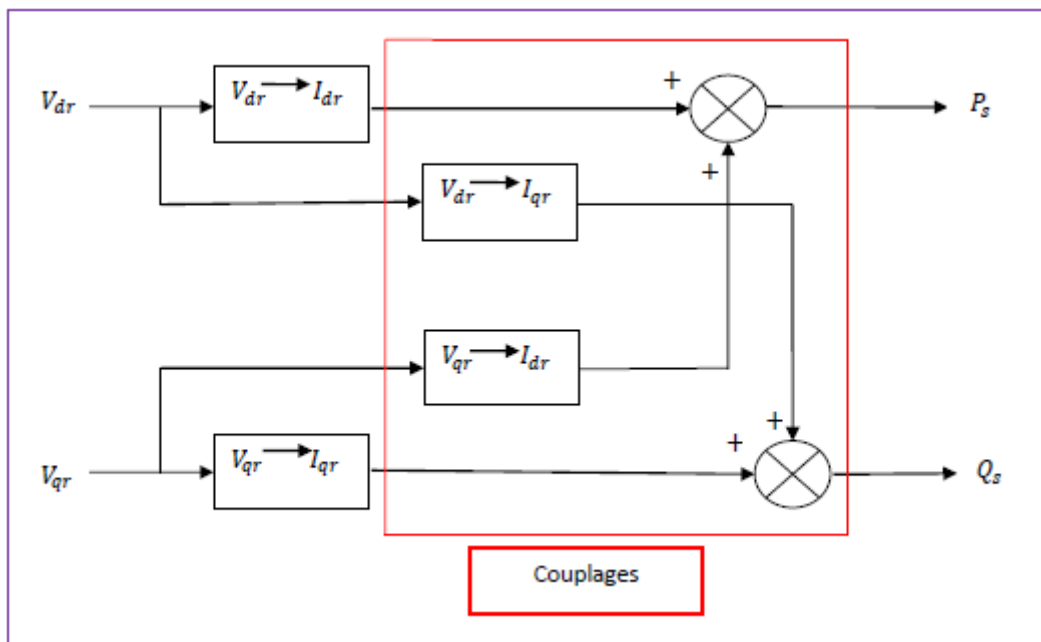 V_dr
V_dr → I_dr
+
P_s
+
V_dr → I_qr
V_qr → I_dr
+
V_qr
V_qr → I_qr
+
Q_s
Couplages